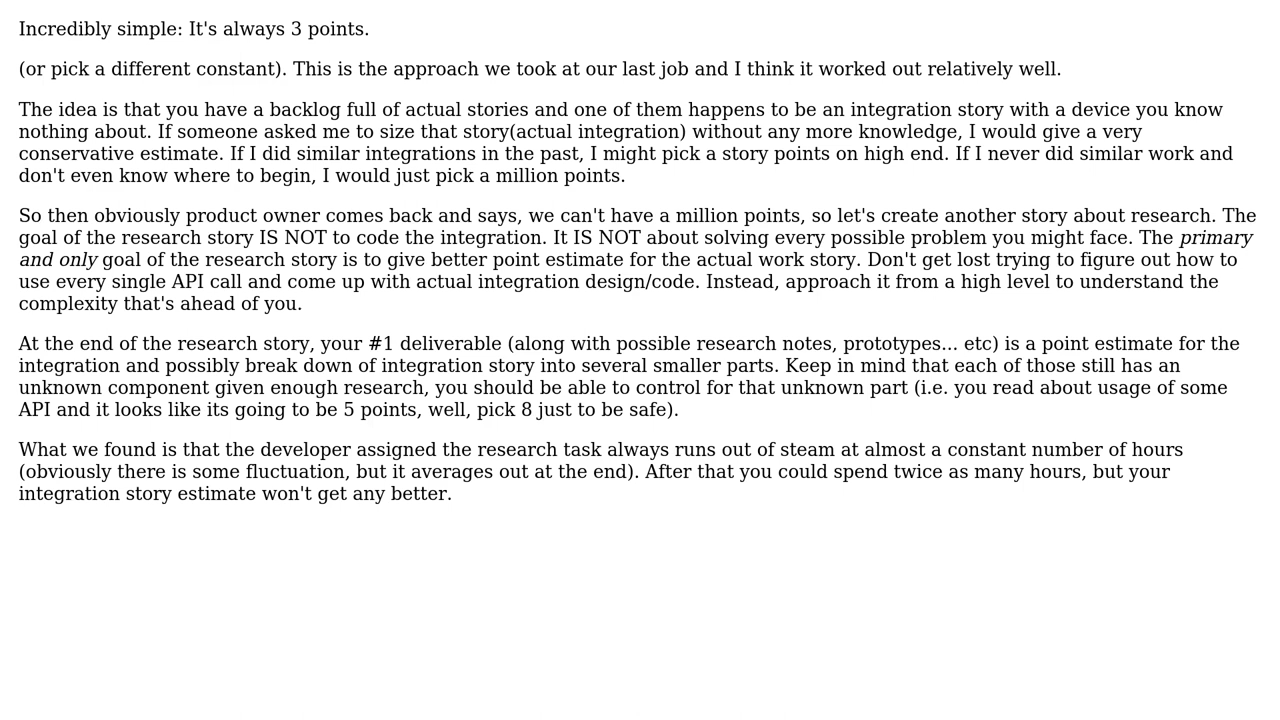 Incredibly simple: It's always 3 points.
(or pick a different constant). This is the approach we took at our last job and I think it worked out relatively well.
The idea is that you have a backlog full of actual stories and one of them happens to be an integration story with a device you know
nothing about. If someone asked me to size that story(actual integration) without any more knowledge, I would give a very
conservative estimate. If I did similar integrations in the past, I might pick a story points on high end. If I never did similar work and
don't even know where to begin, I would just pick a million points.
So then obviously product owner comes back and says, we can't have a million points, so let's create another story about research. The
goal of the research story IS NOT to code the integration. It IS NOT about solving every possible problem you might face. The primary
and only goal of the research story is to give better point estimate for the actual work story. Don't get lost trying to figure out how to
use every single API call and come up with actual integration design/code. Instead, approach it from a high level to understand the
complexity that's ahead of you.
At the end of the research story, your #1 deliverable (along with possible research notes, prototypes... etc) is a point estimate for the
integration and possibly break down of integration story into several smaller parts. Keep in mind that each of those still has an
unknown component given enough research, you should be able to control for that unknown part (i.e. you read about usage of some
API and it looks like its going to be 5 points, well, pick 8 just to be safe).
What we found is that the developer assigned the research task always runs out of steam at almost a constant number of hours
(obviously there is some fluctuation, but it averages out at the end). After that you could spend twice as many hours, but your
integration story estimate won't get any better.